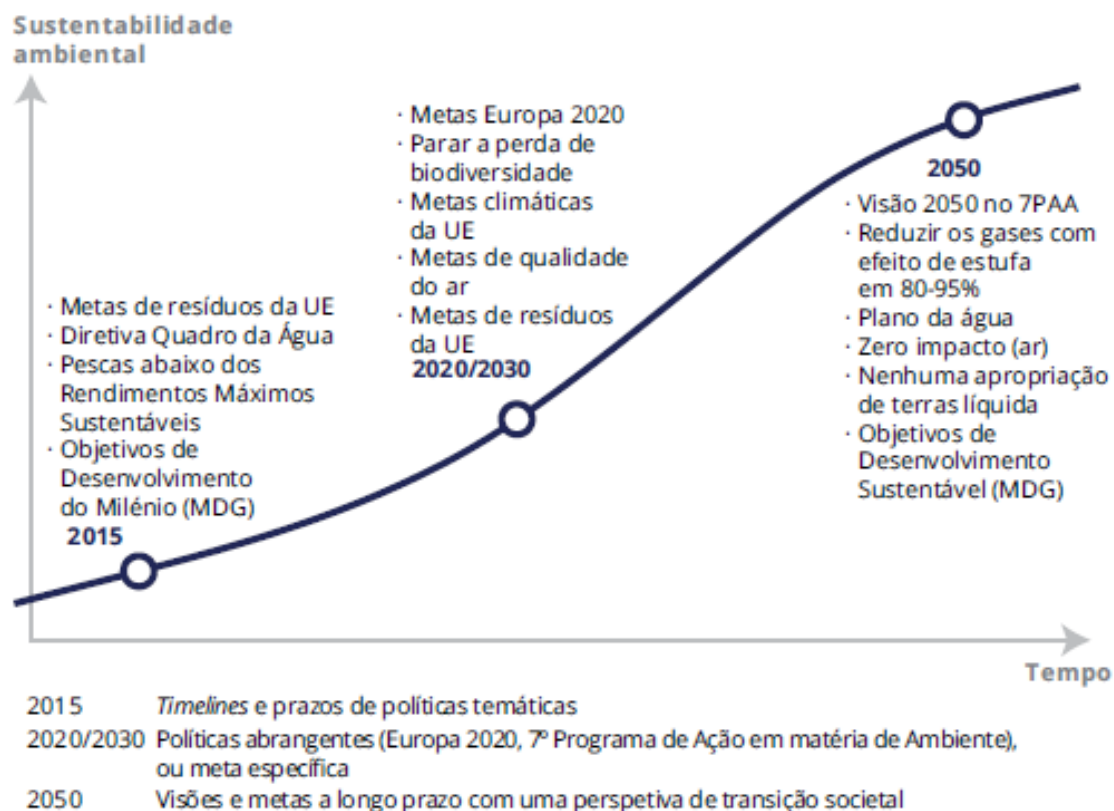 Sustentabilidade
ambiental
· Metas Europa 2020
· Parar a perda de
biodiversidade
· Metas climáticas
da UE
· Metas de qualidade
do ar
· Metas de resíduos
da UE
2020/2030
2050
· Visão 2050 no 7PAA
· Reduzir os gases com
efeito de estufa
em 80-95%
· Plano da água
· Zero impacto (ar)
· Nenhuma apropriação
de terras líquida
· Objetivos de
Desenvolvimento
Sustentável (MDG)
· Metas de resíduos da UE
· Diretiva Quadro da Água
· Pescas abaixo dos
Rendimentos Máximos
Sustentáveis
· Objetivos de
Desenvolvimento
do Milénio (MDG)
2015
Tempo
2015 Timelines e prazos de políticas temáticas
2020/2030 Políticas abrangentes (Europa 2020, 7º Programa de Ação em matéria de Ambiente),
ou meta específica
2050 Visões e metas a longo prazo com uma perspetiva de transição societal